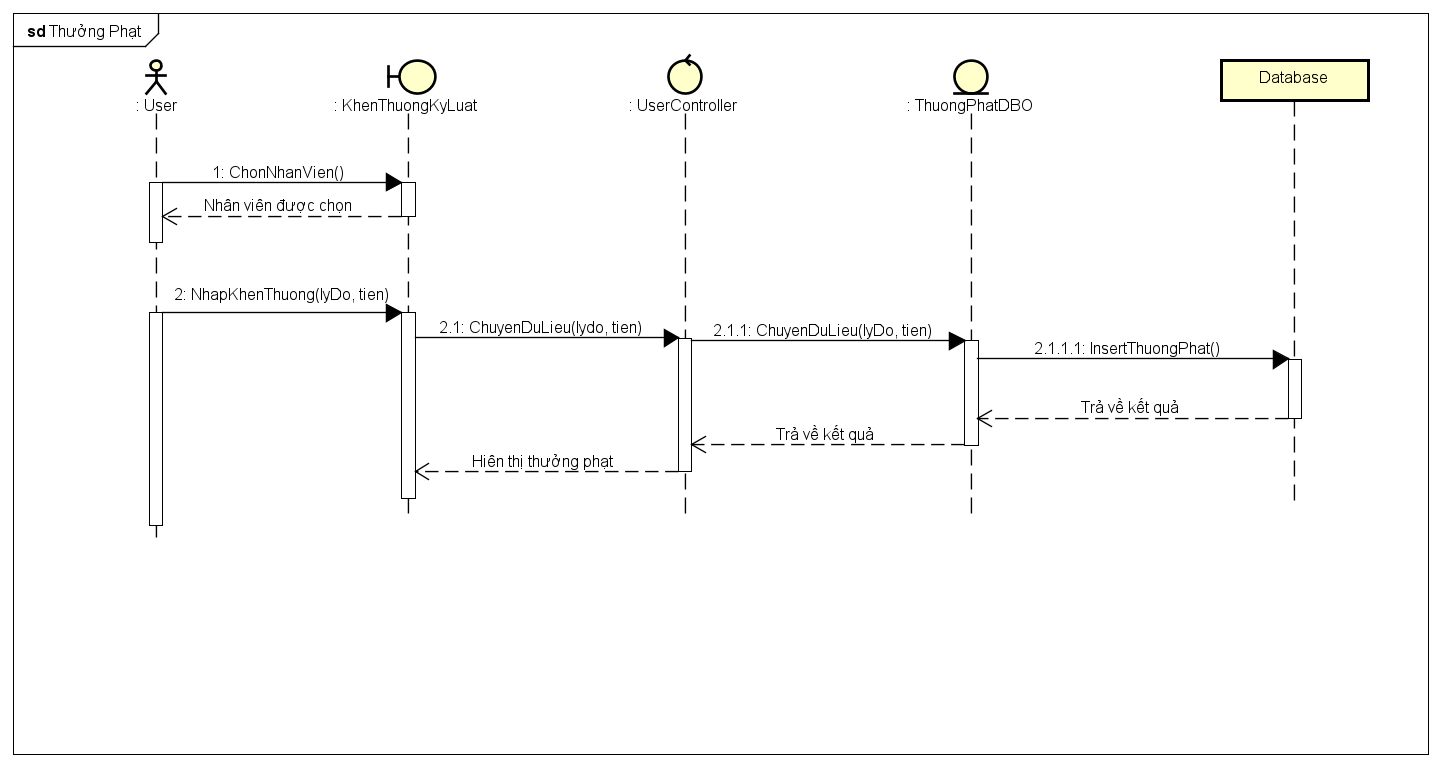 sd Thưởng Phạt
: User
: KhenThuongKyLuat
: UserController
: ThuongPhatDBO
Database
1: ChonNhanVien()
Nhân viên được chọn
2: NhapKhenThuong(lyDo, tien)
2.1: ChuyenDuLieu(lydo, tien)
2.1.1: ChuyenDuLieu(lyDo, tien)
2.1.1.1: InsertThuongPhat()
Trả về kết quả
Trả về kết quả
Hiên thị thưởng phạt